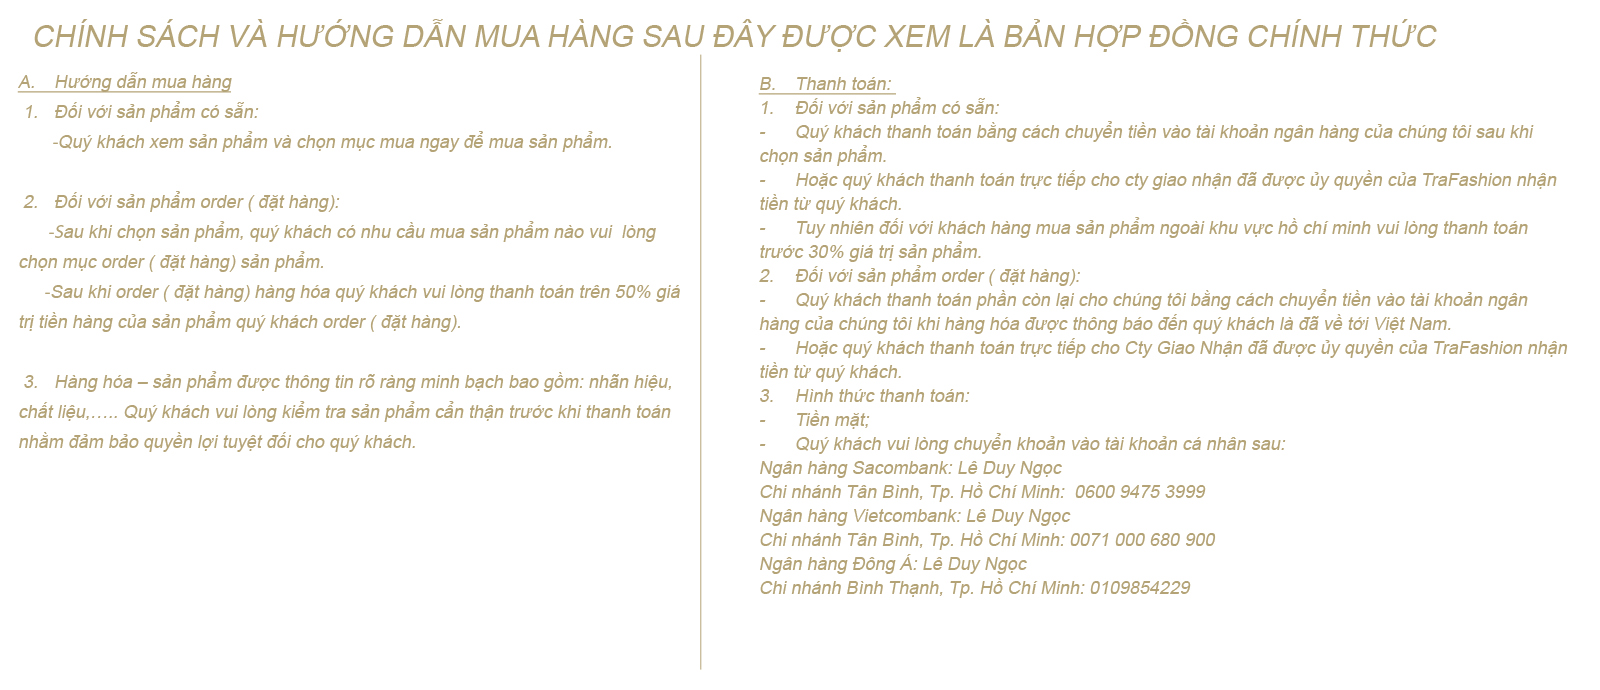 CHÍNH SÁCH VÀ HƯỚNG DẪN MUA HÀNG SAU ĐÂY ĐƯỢC XEM LÀ BẢN HỢP ĐỒNG CHÍNH THỨC
A. Hướng dẫn mua hàng
1. Đối với sản phẩm có sẵn:
-Quý khách xem sản phẩm và chọn mục mua ngay để mua sản phẩm.
2. Đối với sản phẩm order ( đặt hàng):
-Sau khi chọn sản phẩm, quý khách có nhu cầu mua sản phẩm nào vui lòng
chọn mục order ( đặt hàng) sản phẩm.
-Sau khi order ( đặt hàng) hàng hóa quý khách vui lòng thanh toán trên 50% giá
trị tiền hàng của sản phẩm quý khách order ( đặt hàng).
3. Hàng hóa – sản phẩm được thông tin rõ ràng minh bạch bao gồm: nhãn hiệu,
chất liệu,….. Quý khách vui lòng kiểm tra sản phẩm cẩn thận trước khi thanh toán
nhằm đảm bảo quyền lợi tuyệt đối cho quý khách.
B. Thanh toán:
1. Đối với sản phẩm có sẵn:
- Quý khách thanh toán bằng cách chuyển tiền vào tài khoản ngân hàng của chúng tôi sau khi
chọn sản phẩm.
- Hoặc quý khách thanh toán trực tiếp cho cty giao nhận đã được ủy quyền của TraFashion nhận
tiền từ quý khách.
- Tuy nhiên đối với khách hàng mua sản phẩm ngoài khu vực hồ chí minh vui lòng thanh toán
trước 30% giá trị sản phẩm.
2. Đối với sản phẩm order ( đặt hàng):
- Quý khách thanh toán phần còn lại cho chúng tôi bằng cách chuyển tiền vào tài khoản ngân
hàng của chúng tôi khi hàng hóa được thông báo đến quý khách là đã về tới Việt Nam.
- Hoặc quý khách thanh toán trực tiếp cho Cty Giao Nhận đã được ủy quyền của TraFashion nhận
tiền từ quý khách.
3. Hình thức thanh toán:
- Tiền mặt;
- Quý khách vui lòng chuyển khoản vào tài khoản cá nhân sau:
Ngân hàng Sacombank: Lê Duy Ngọc
Chi nhánh Tân Bình, Tp. Hồ Chí Minh: 0600 9475 3999
Ngân hàng Vietcombank: Lê Duy Ngọc
Chi nhánh Tân Bình, Tp. Hồ Chí Minh: 0071 000 680 900
Ngân hàng Đông Á: Lê Duy Ngọc
Chi nhánh Bình Thạnh, Tp. Hồ Chí Minh: 0109854229